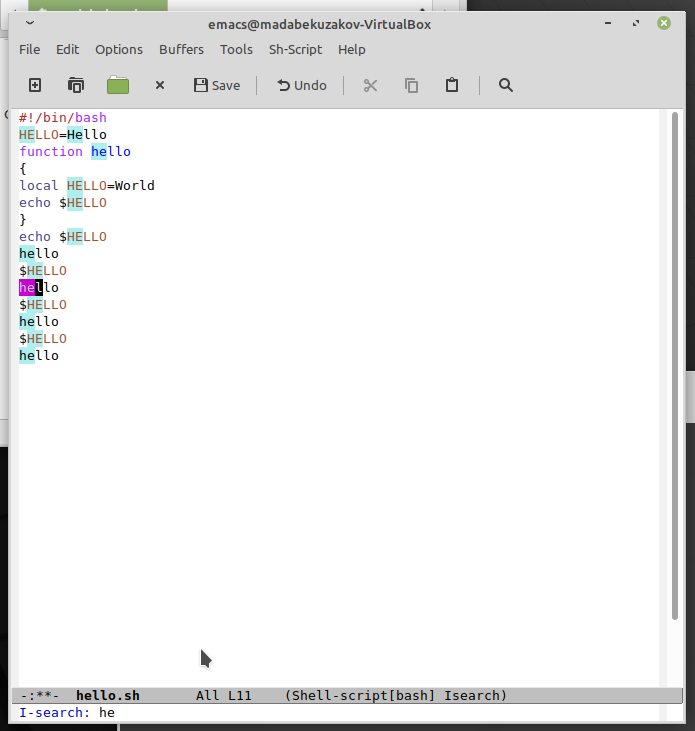 emacs@madabekuzakov-VirtualBox
File Edit Options Buffers Tools Sh-Script Help
Save Undo
#!/bin/bash
HELLO=Hello
function hello
{
local HELLO=World
echo $HELLO
}
echo $HELLO
hello
$HELLO
hello
$HELLO
hello
$HELLO
hello
-:**- hello.sh All L11 (Shell-script[bash] Isearch)
I-search: he